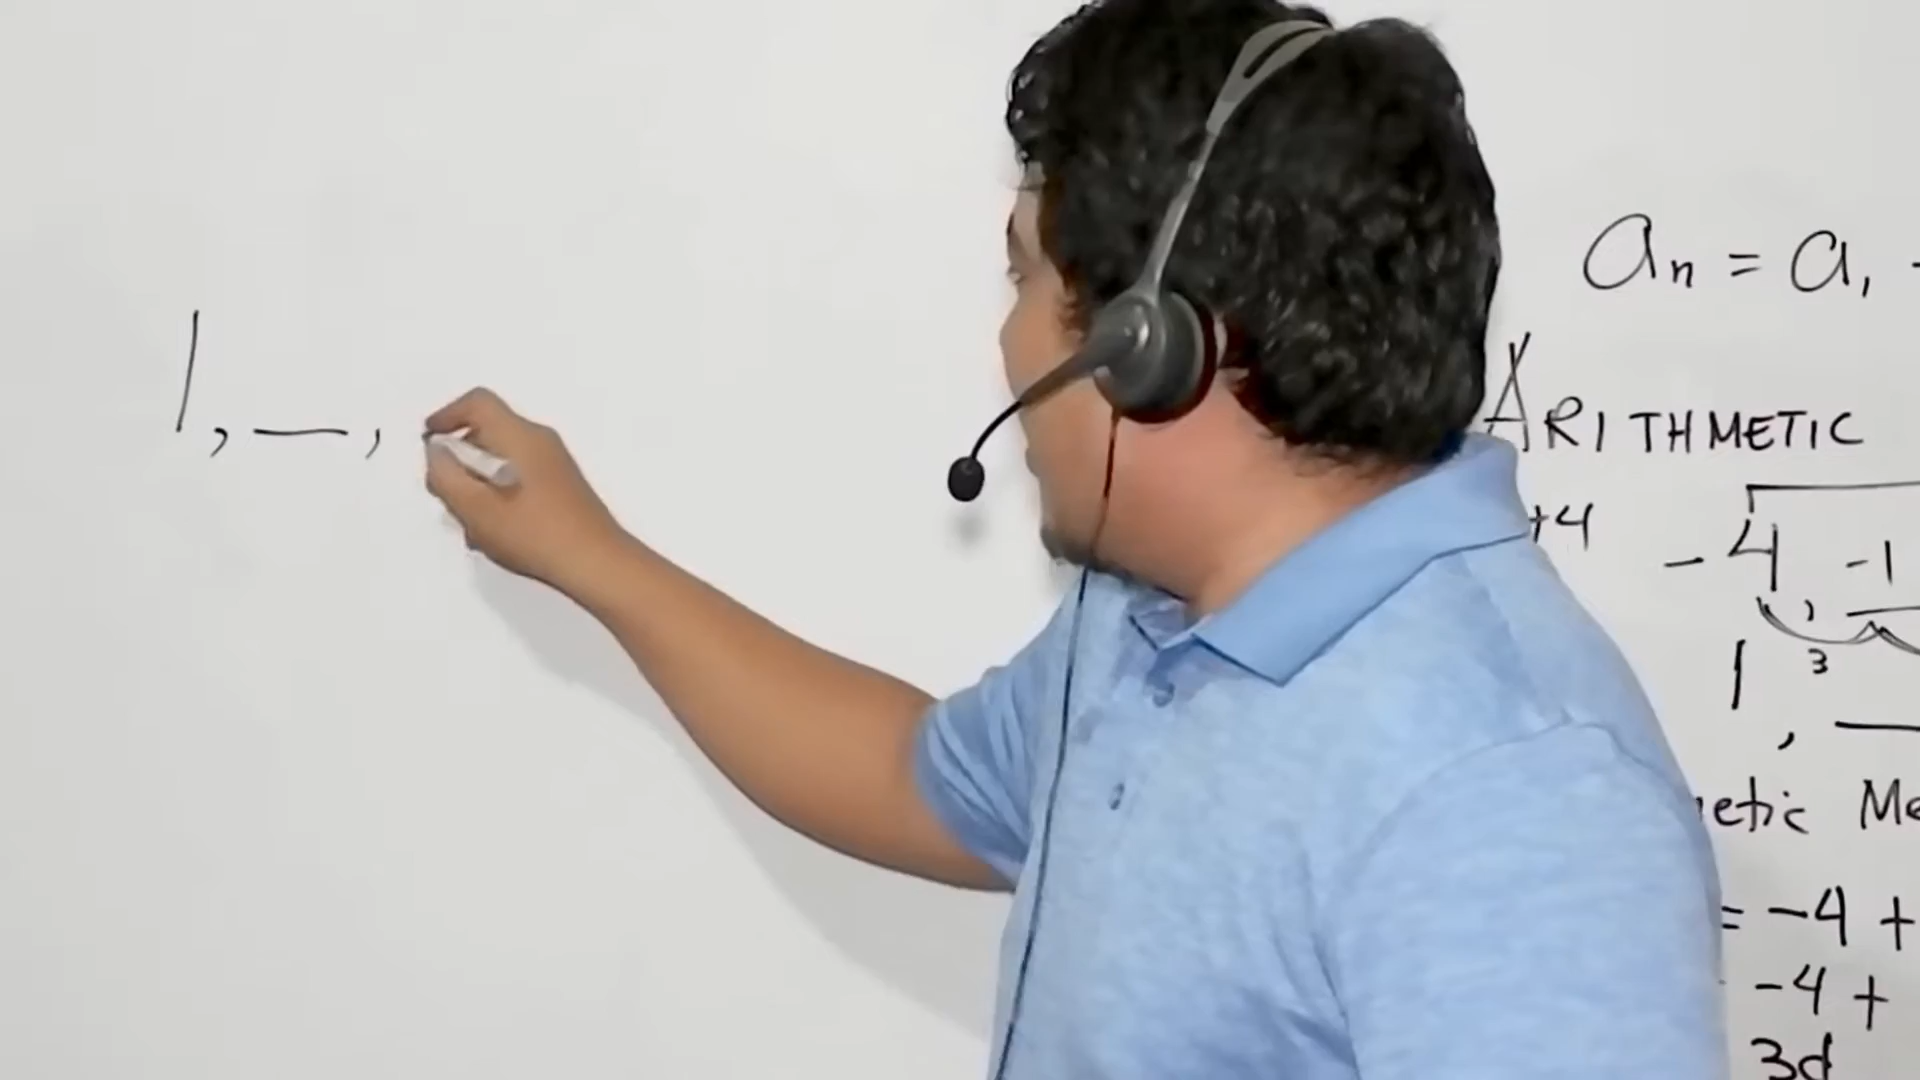 1, __,
an = a1
ARITHMETIC
+4 -4, -1
3
1, __
etic Me
= -4 +
-4 +
3d